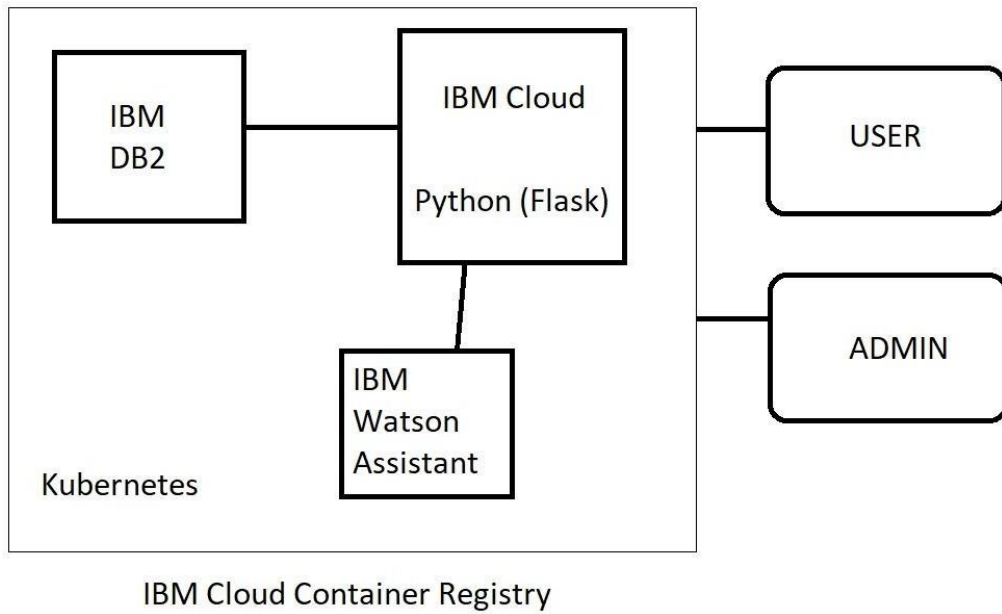 IBM
DB2
IBM Cloud
Python (Flask)
USER
ADMIN
IBM
Watson
Assistant
Kubernetes
IBM Cloud Container Registry